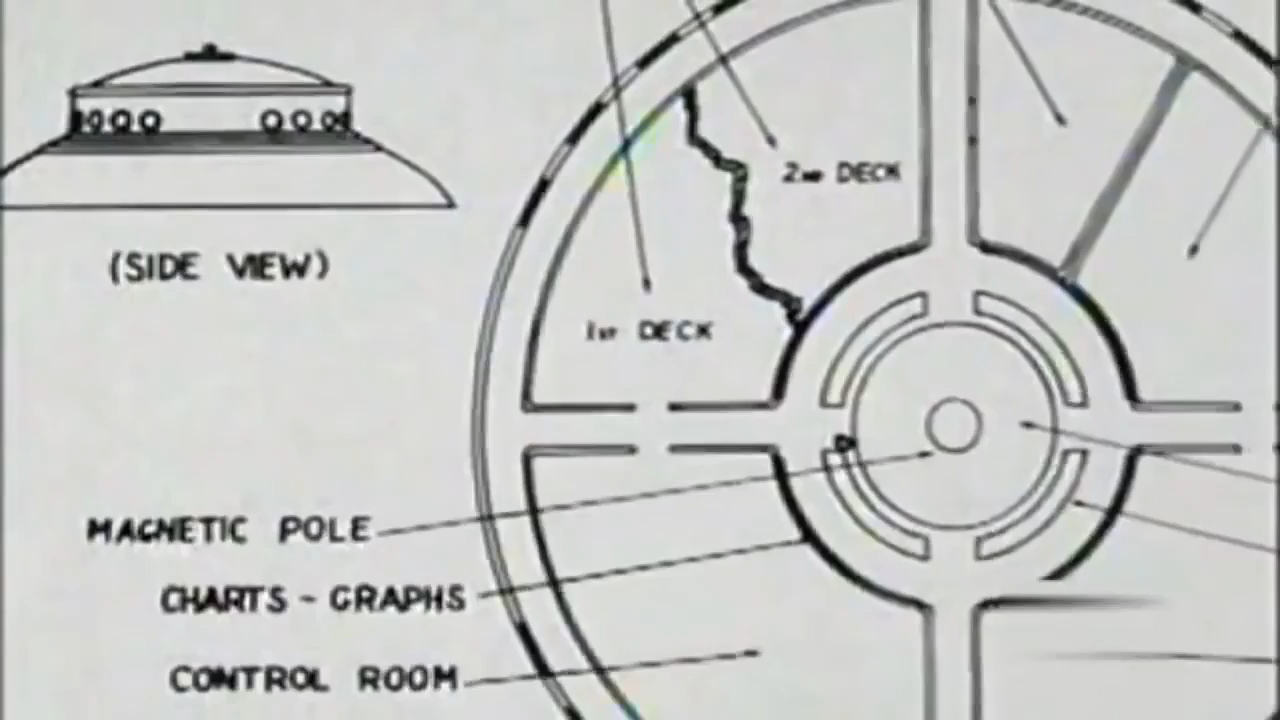 2ND DECK
(SIDE VIEW)
1ST DECK
MAGNETIC POLE
CHARTS - GRAPHS
CONTROL ROOM